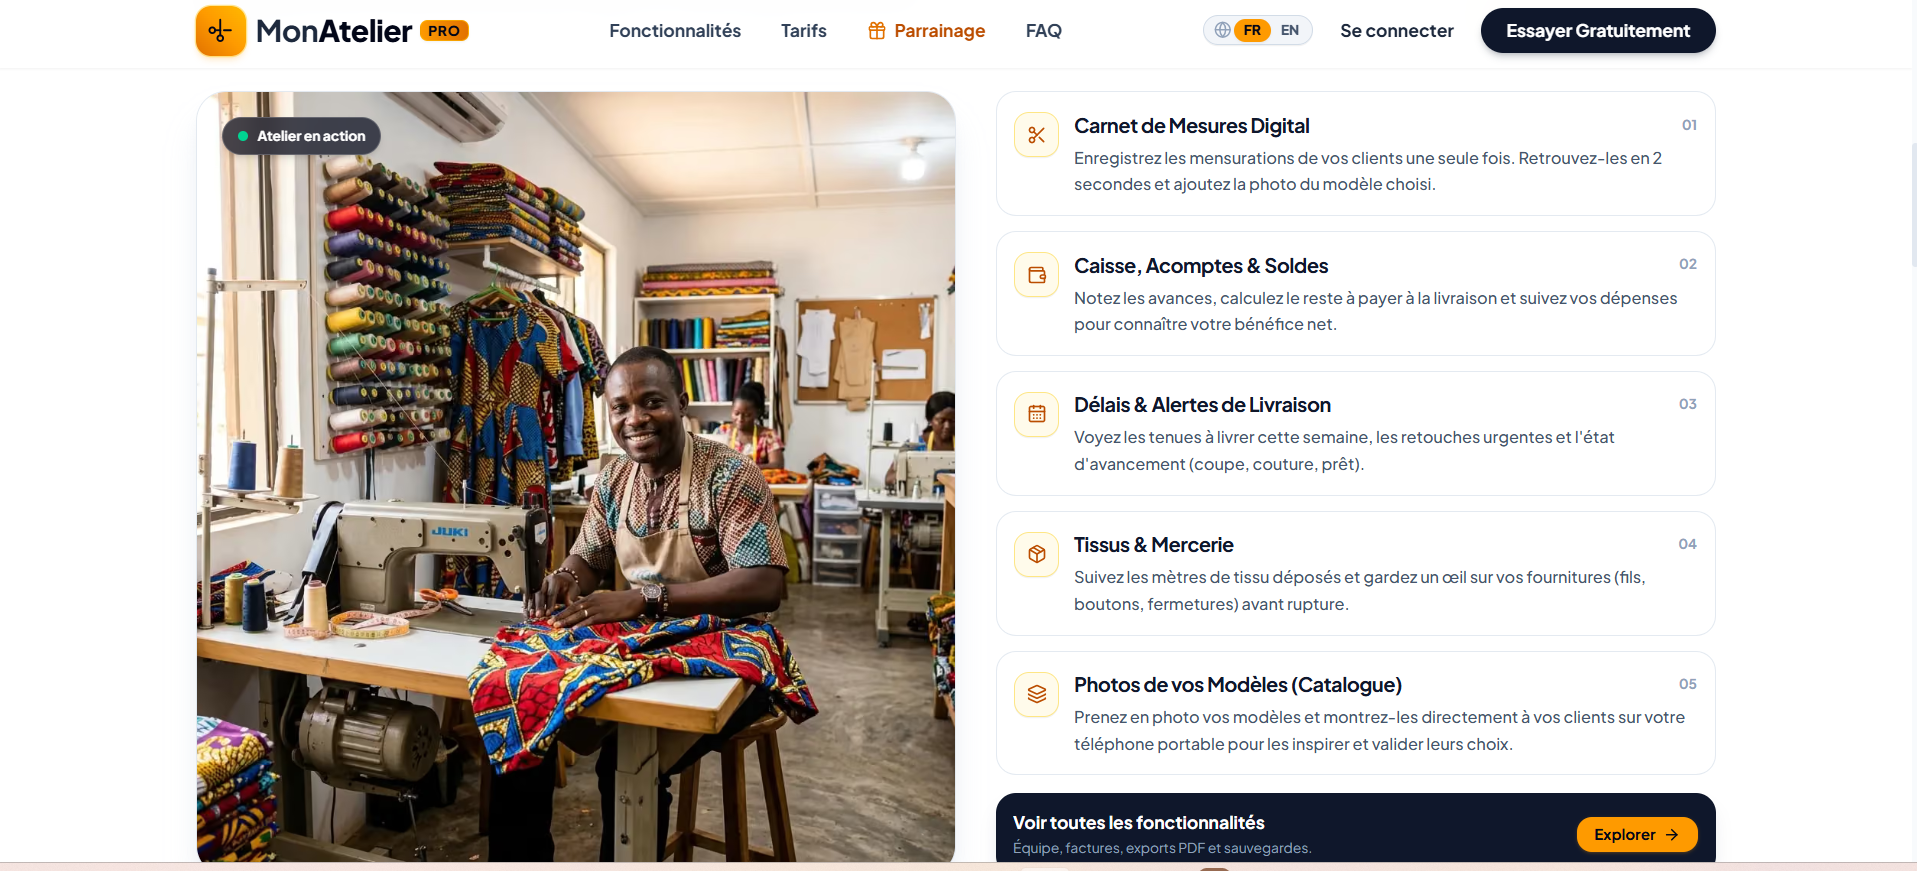 MonAtelier PRO
Fonctionnalités
Tarifs
Parrainage
FAQ
FR EN
Se connecter
Essayer Gratuitement
Atelier en action
JUKI
Carnet de Mesures Digital
01
Enregistrez les mensurations de vos clients une seule fois. Retrouvez-les en 2
secondes et ajoutez la photo du modèle choisi.
Caisse, Acomptes & Soldes
02
Notez les avances, calculez le reste à payer à la livraison et suivez vos dépenses
pour connaître votre bénéfice net.
Délais & Alertes de Livraison
03
Voyez les tenues à livrer cette semaine, les retouches urgentes et l'état
d'avancement (coupe, couture, prêt).
Tissus & Mercerie
04
Suivez les mètres de tissu déposés et gardez un œil sur vos fournitures (fils,
boutons, fermetures) avant rupture.
Photos de vos Modèles (Catalogue)
05
Prenez en photo vos modèles et montrez-les directement à vos clients sur votre
téléphone portable pour les inspirer et valider leurs choix.
Voir toutes les fonctionnalités
Équipe, factures, exports PDF et sauvegardes.
Explorer